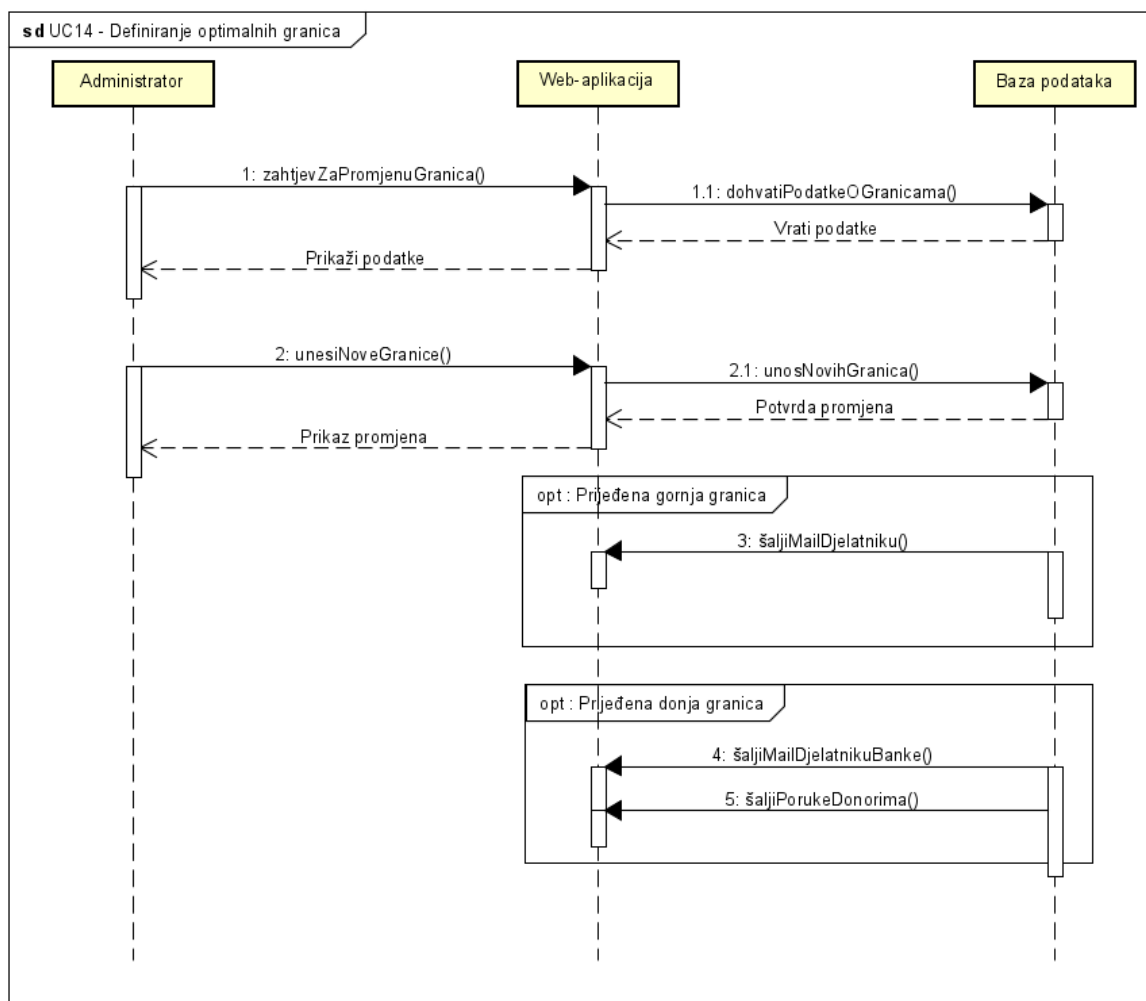 sd UC14 - Definiranje optimalnih granica
Administrator
Web-aplikacija
Baza podataka
1: zahtjevZaPromjenuGranica()
1.1: dohvatiPodatkeOGranicama()
Vrati podatke
Prikaži podatke
2: unesiNoveGranice()
2.1: unosNovihGranica()
Potvrda promjena
Prikaz promjena
opt : Prijeđena gornja granica
3: šaljiMailDjelatniku()
opt : Prijeđena donja granica
4: šaljiMailDjelatnikuBanke()
5: šaljiPorukeDonorima()